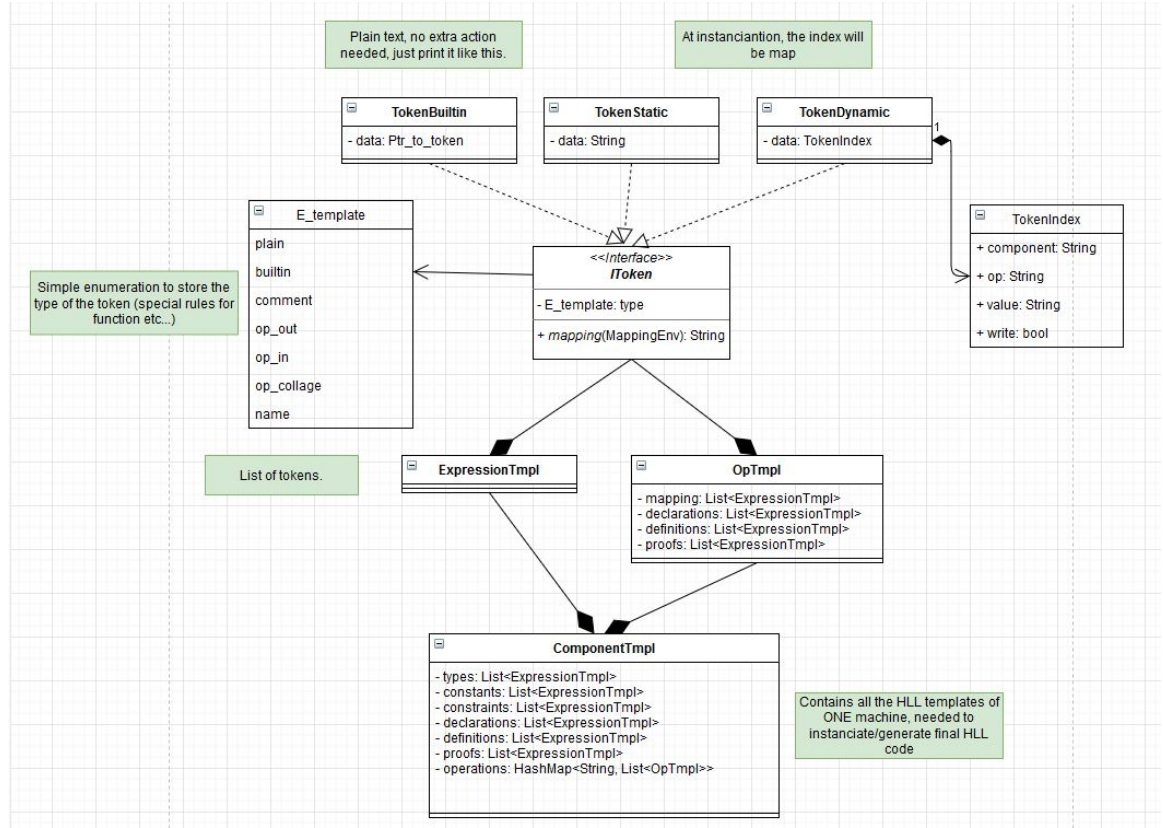 Plain text, no extra action
needed, just print it like this.
At instanciantion, the index will
be map
TokenBuiltin
- data: Ptr_to_token
TokenStatic
- data: String
TokenDynamic
- data: TokenIndex
1
E_template
plain
builtin
comment
op_out
op_in
op_collage
name
Simple enumeration to store the
type of the token (special rules for
function etc...)
<<Interface>>
IToken
- E_template: type
+ mapping(MappingEnv): String
TokenIndex
+ component: String
+ op: String
+ value: String
+ write: bool
List of tokens.
ExpressionTmpl
OpTmpl
- mapping: List<ExpressionTmpl>
- declarations: List<ExpressionTmpl>
- definitions: List<ExpressionTmpl>
- proofs: List<ExpressionTmpl>
ComponentTmpl
- types: List<ExpressionTmpl>
- constants: List<ExpressionTmpl>
- constraints: List<ExpressionTmpl>
- declarations: List<ExpressionTmpl>
- definitions: List<ExpressionTmpl>
- proofs: List<ExpressionTmpl>
- operations: HashMap<String, List<OpTmpl>>
Contains all the HLL templates of
ONE machine, needed to
instanciate/generate final HLL
code